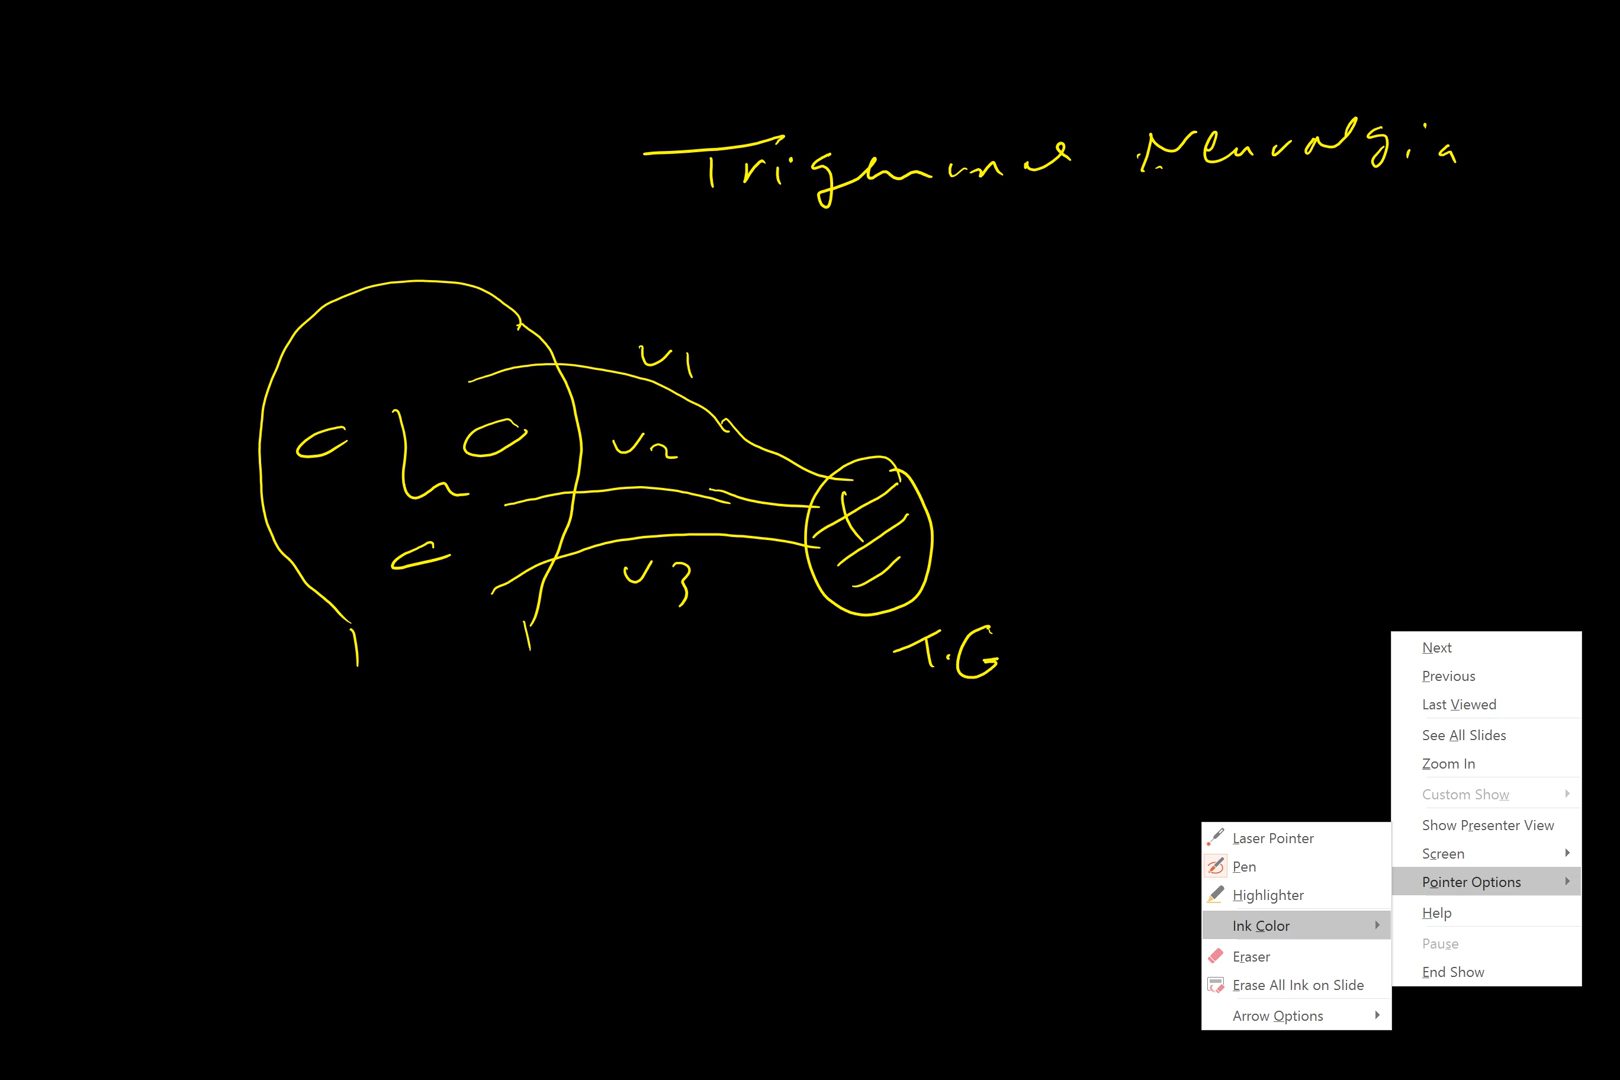 Trigeminal Neuralgia
V1
V2
V3
T.G
Next
Previous
Last Viewed
See All Slides
Zoom In
Custom Show
Show Presenter View
Screen
Pointer Options
Help
Pause
End Show
Laser Pointer
Pen
Highlighter
Ink Color
Eraser
Erase All Ink on Slide
Arrow Options